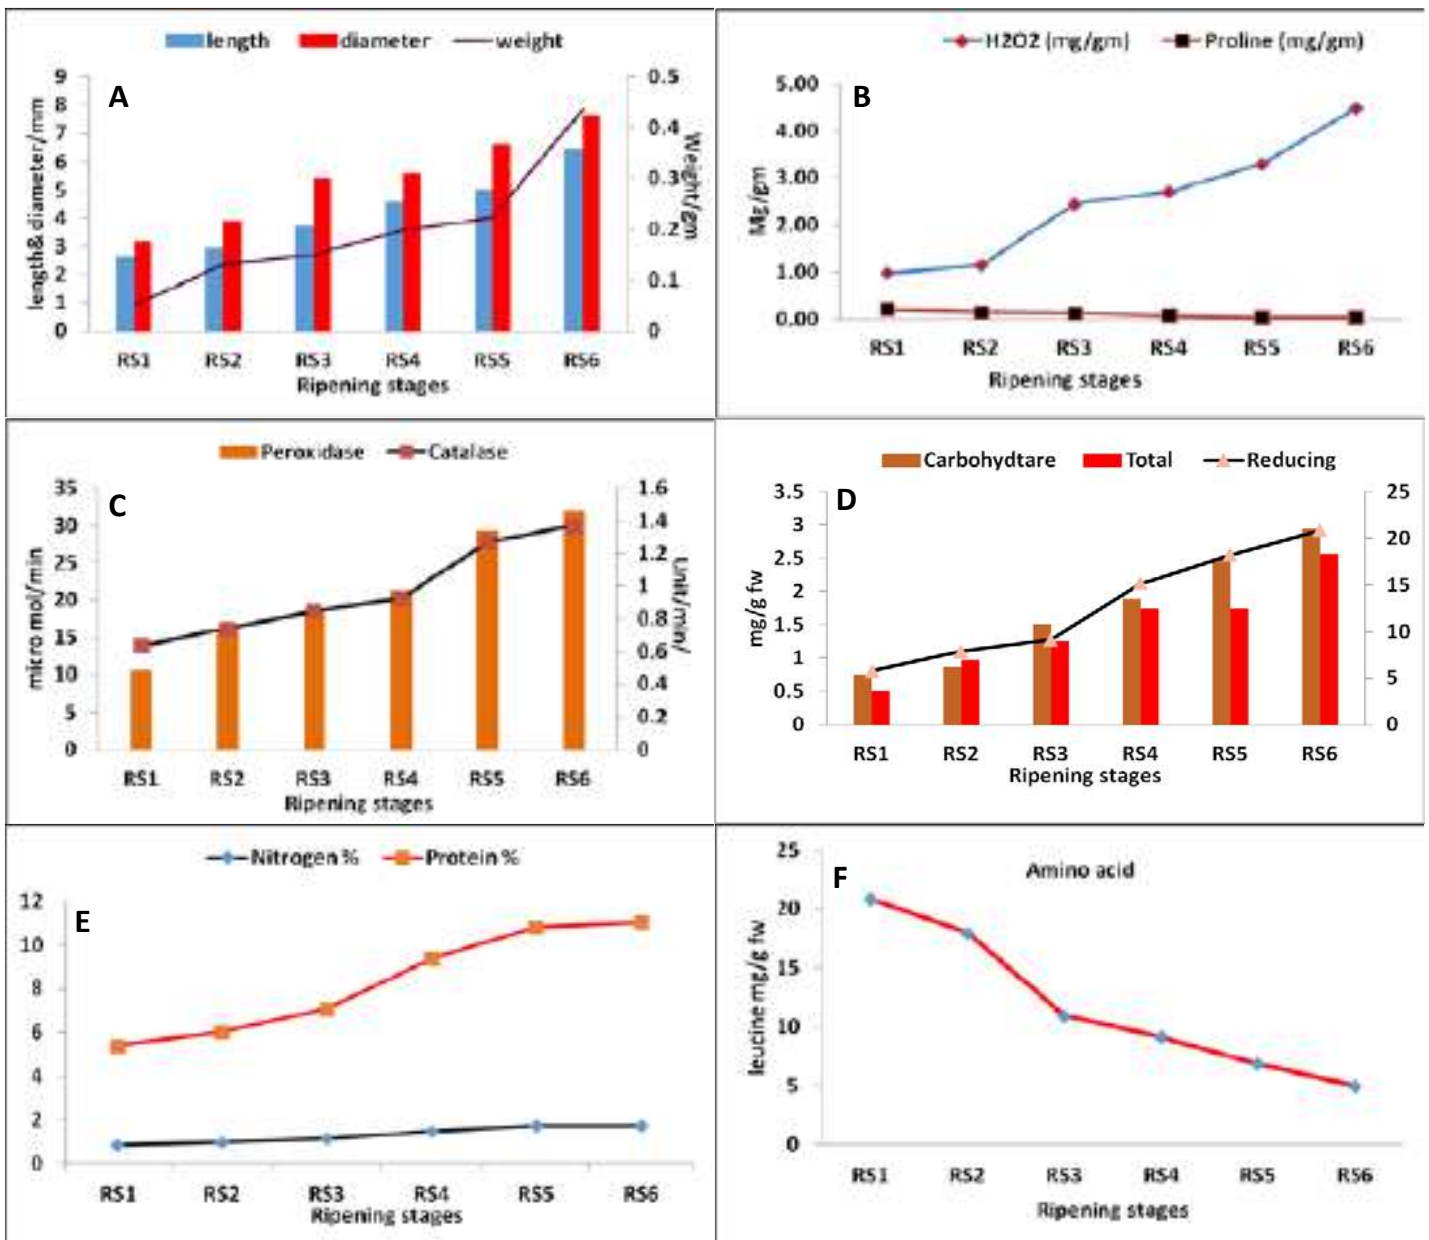 length diameter weight
A
9
8
7
6
5
4
3
2
1
0
length& diameter/mm
0.5
0.4
0.3
0.2
0.1
0
Weight/gm
RS1 RS2 RS3 RS4 RS5 RS6
Ripening stages
H2O2 (mg/gm) Proline (mg/gm)
B
5.00
4.00
3.00
2.00
1.00
0.00
Mg/gm
RS1 RS2 RS3 RS4 RS5 RS6
Ripening stages
Peroxidase Catalase
C
35
30
25
20
15
10
5
0
micro mol/min
1.6
1.4
1.2
1
0.8
0.6
0.4
0.2
0
Unit/min/
RS1 RS2 RS3 RS4 RS5 RS6
Ripening stages
Carbohydtare Total Reducing
D
3.5
3
2.5
2
1.5
1
0.5
0
mg/g fw
25
20
15
10
5
0
RS1 RS2 RS3 RS4 RS5 RS6
Ripening stages
Nitrogen % Protein %
E
12
10
8
6
4
2
0
RS1 RS2 RS3 RS4 RS5 RS6
Ripening stages
Amino acid
F
25
20
15
10
5
0
leucine mg/g fw
RS1 RS2 RS3 RS4 RS5 RS6
Ripening stages